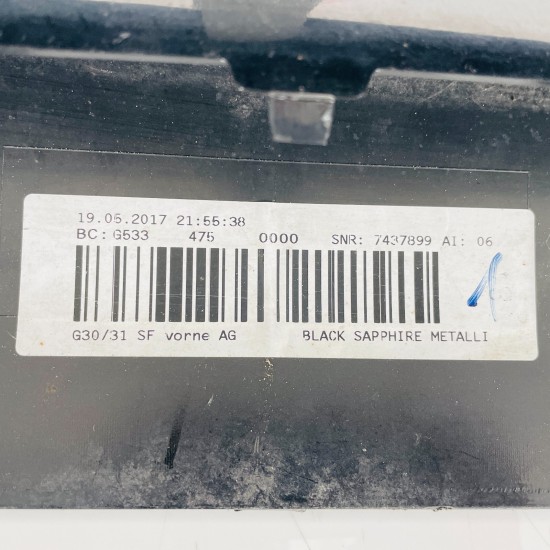 19.05.2017 21:55:38
BC: G533 475 0000 SNR: 7437899 AI: 06
G30/31 SF vorne AG BLACK SAPPHIRE METALLI